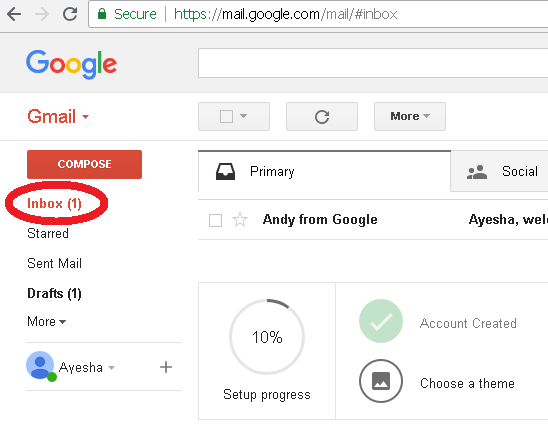 Secure https://mail.google.com/mail/#inbox
Google
Gmail
More
COMPOSE
Primary
Social
Inbox (1)
Andy from Google Ayesha, wel
Starred
Sent Mail
Drafts (1)
More
Ayesha
10%
Setup progress
Account Created
Choose a theme